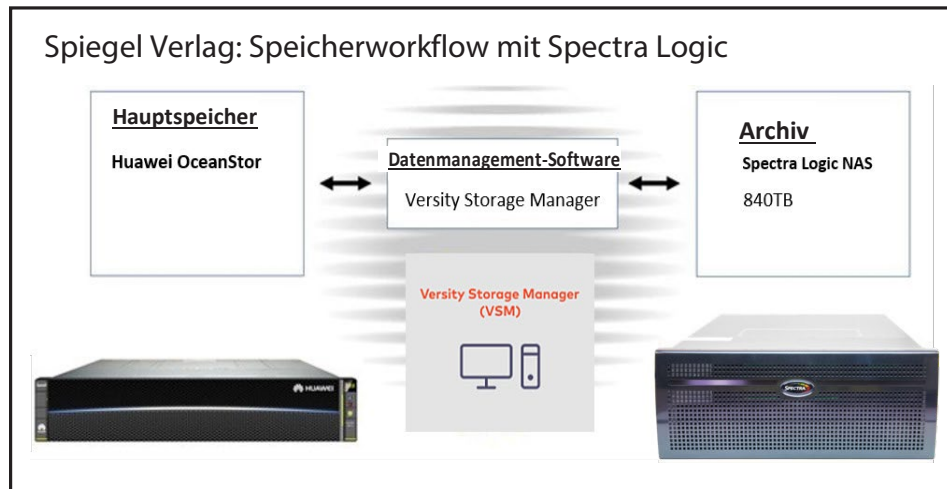 Spiegel Verlag: Speicherworkflow mit Spectra Logic
Hauptspeicher
Huawei OceanStor
Datenmanagement-Software
Versity Storage Manager
Archiv
Spectra Logic NAS
840TB
Versity Storage Manager
(VSM)
HUAWEI
SPECTRA